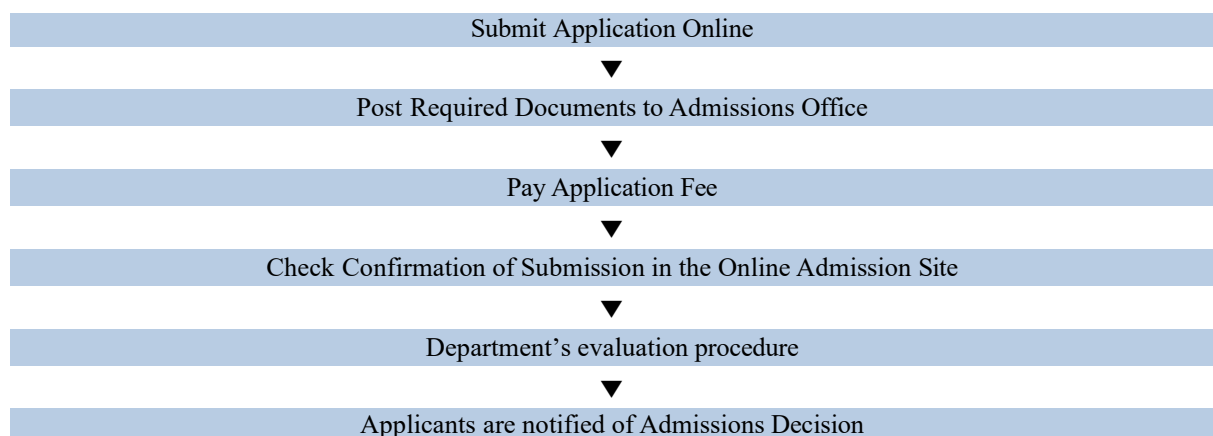 Submit Application Online
Post Required Documents to Admissions Office
Pay Application Fee
Check Confirmation of Submission in the Online Admission Site
Department’s evaluation procedure
Applicants are notified of Admissions Decision